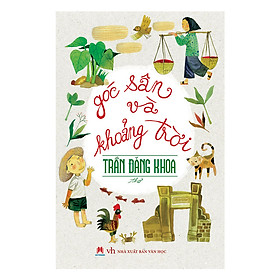 góc sân
và
khoảng trời
TRẦN ĐĂNG KHOA
thơ
vh NHÀ XUẤT BẢN VĂN HỌC